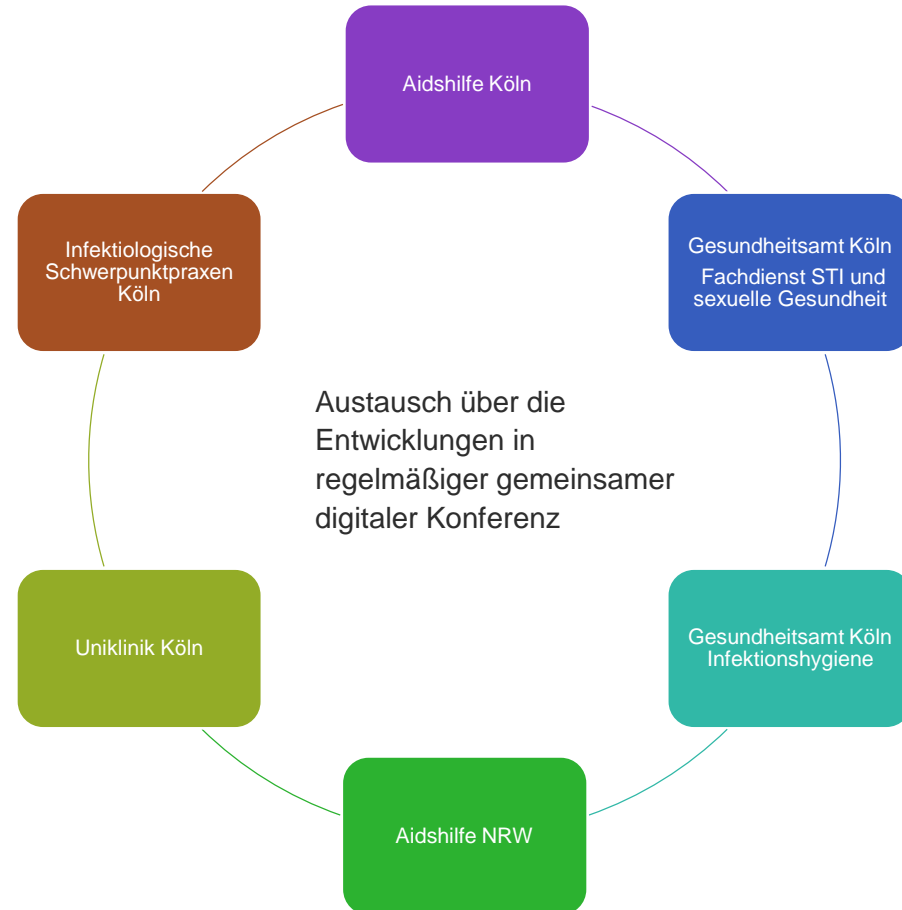 Aidshilfe Köln
Gesundheitsamt Köln
Fachdienst STI und
sexuelle Gesundheit
Gesundheitsamt Köln
Infektionshygiene
Aidshilfe NRW
Uniklinik Köln
Infektiologische
Schwerpunktpraxen
Köln
Austausch über die
Entwicklungen in
regelmäßiger gemeinsamer
digitaler Konferenz